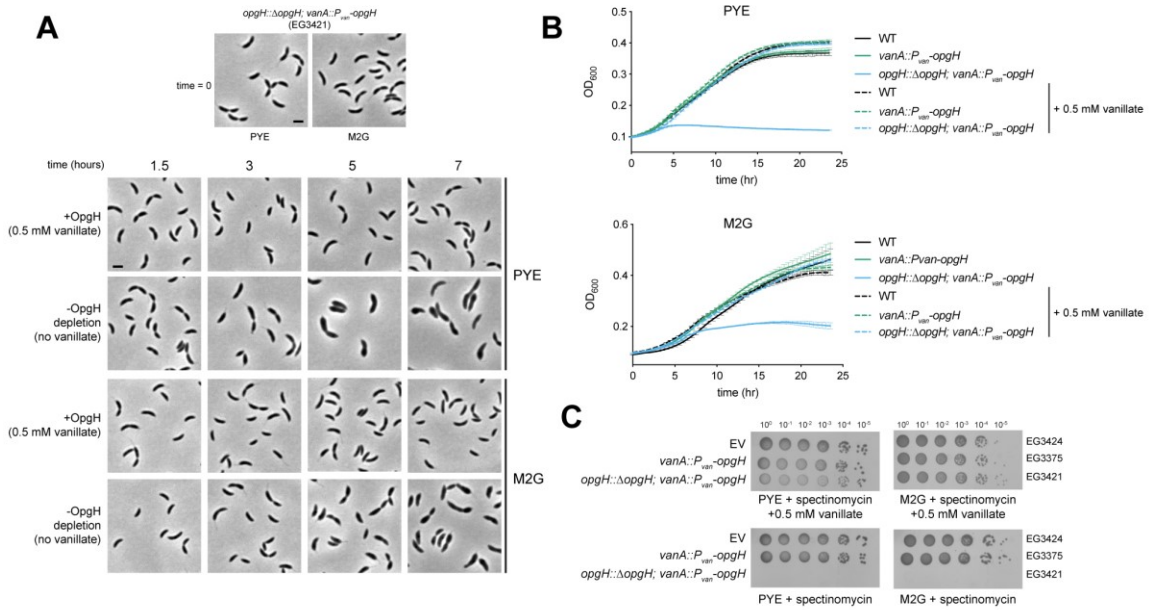 A
opgH::ΔopgH; vanA::Pvan-opgH
(EG3421)
time = 0
PYE
M2G
time (hours)
1.5
3
5
7
+OpgH
(0.5 mM vanillate)
-OpgH
depletion
(no vanillate)
PYE
+OpgH
(0.5 mM vanillate)
-OpgH
depletion
(no vanillate)
M2G
B
PYE
OD600
0.4
0.3
0.2
0.1
0
5
10
15
20
25
time (hr)
WT
vanA::Pvan-opgH
opgH::ΔopgH; vanA::Pvan-opgH
WT
vanA::Pvan-opgH
opgH::ΔopgH; vanA::Pvan-opgH
+ 0.5 mM vanillate
M2G
OD600
0.6
0.4
0.2
0
5
10
15
20
25
time (hr)
WT
vanA::Pvan-opgH
opgH::ΔopgH; vanA::Pvan-opgH
WT
vanA::Pvan-opgH
opgH::ΔopgH; vanA::Pvan-opgH
+ 0.5 mM vanillate
C
10⁰ 10⁻¹ 10⁻² 10⁻³ 10⁻⁴ 10⁻⁵
10⁰ 10⁻¹ 10⁻² 10⁻³ 10⁻⁴ 10⁻⁵
EV
EG3424
vanA::Pvan-opgH
EG3375
opgH::ΔopgH; vanA::Pvan-opgH
EG3421
PYE + spectinomycin
+0.5 mM vanillate
M2G + spectinomycin
+0.5 mM vanillate
EV
EG3424
vanA::Pvan-opgH
EG3375
opgH::ΔopgH; vanA::Pvan-opgH
EG3421
PYE + spectinomycin
M2G + spectinomycin